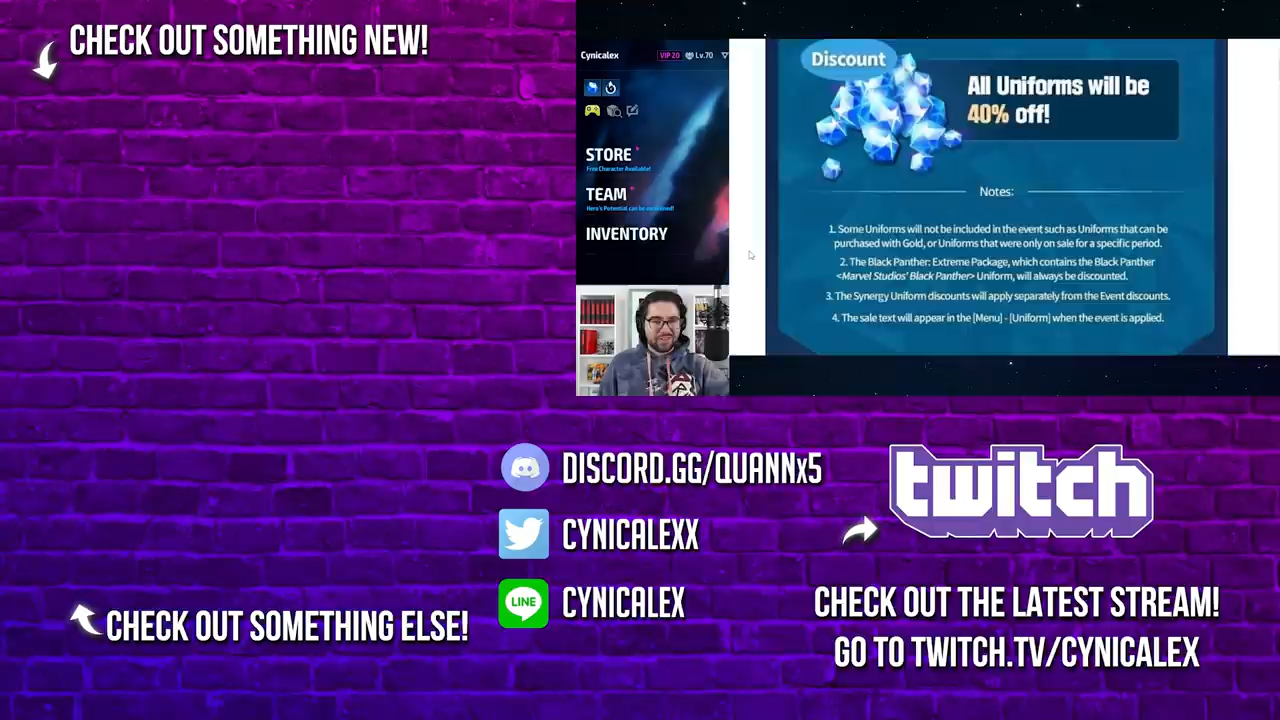 CHECK OUT SOMETHING NEW!
Cynicalex
VIP 20
Lv.70
STORE
Free Character Available!
TEAM
Hero's Potential can be awakened!
INVENTORY
Discount
All Uniforms will be
40% off!
Notes:
1. Some Uniforms will not be included in the event such as Uniforms that can be
purchased with Gold, or Uniforms that were only on sale for a specific period.
2. The Black Panther: Extreme Package, which contains the Black Panther
<Marvel Studios' Black Panther> Uniform, will always be discounted.
3. The Synergy Uniform discounts will apply separately from the Event discounts.
4. The sale text will appear in the [Menu] - [Uniform] when the event is applied.
DISCORD.GG/QUANNx5
CYNICALEXX
LINE
CYNICALEX
twitch
CHECK OUT SOMETHING ELSE!
CHECK OUT THE LATEST STREAM!
GO TO TWITCH.TV/CYNICALEX